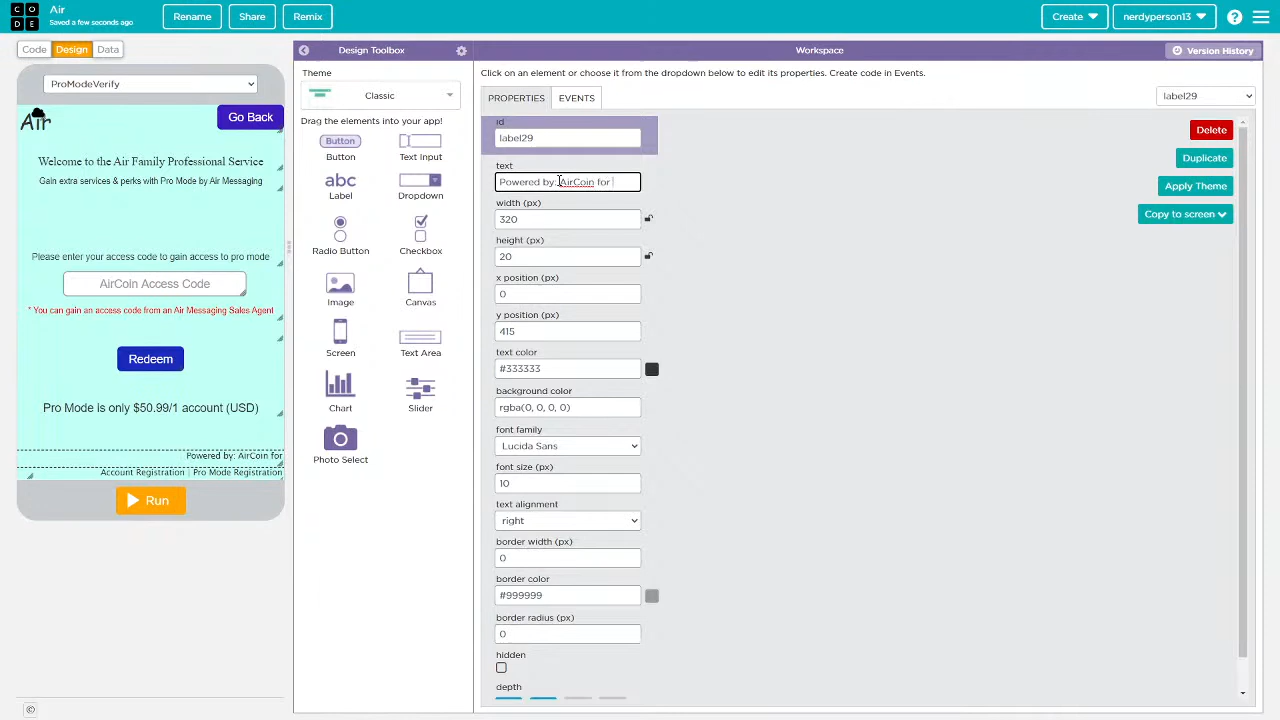 C O
D E
Air
Saved a few seconds ago
Rename
Share
Remix
Create
nerdyperson13
?
Code
Design
Data
Design Toolbox
Workspace
Version History
ProModeVerify
Air
Go Back
Welcome to the Air Family Professional Service
Gain extra services & perks with Pro Mode by Air Messaging
Please enter your access code to gain access to pro mode
AirCoin Access Code
* You can gain an access code from an Air Messaging Sales Agent
Redeem
Pro Mode is only $50.99/1 account (USD)
Powered by: AirCoin for
Account Registration | Pro Mode Registration
Run
©
Theme
Classic
Drag the elements into your app!
Button
Button
Text Input
abc
Label
Dropdown
Radio Button
Checkbox
Image
Canvas
Screen
Text Area
Chart
Slider
Photo Select
Click on an element or choose it from the dropdown below to edit its properties. Create code in Events.
PROPERTIES
EVENTS
label29
id
label29
text
Powered by: AirCoin for
width (px)
320
height (px)
20
x position (px)
0
y position (px)
415
text color
#333333
background color
rgba(0, 0, 0, 0)
font family
Lucida Sans
font size (px)
10
text alignment
right
border width (px)
0
border color
#999999
border radius (px)
0
hidden
depth
Delete
Duplicate
Apply Theme
Copy to screen